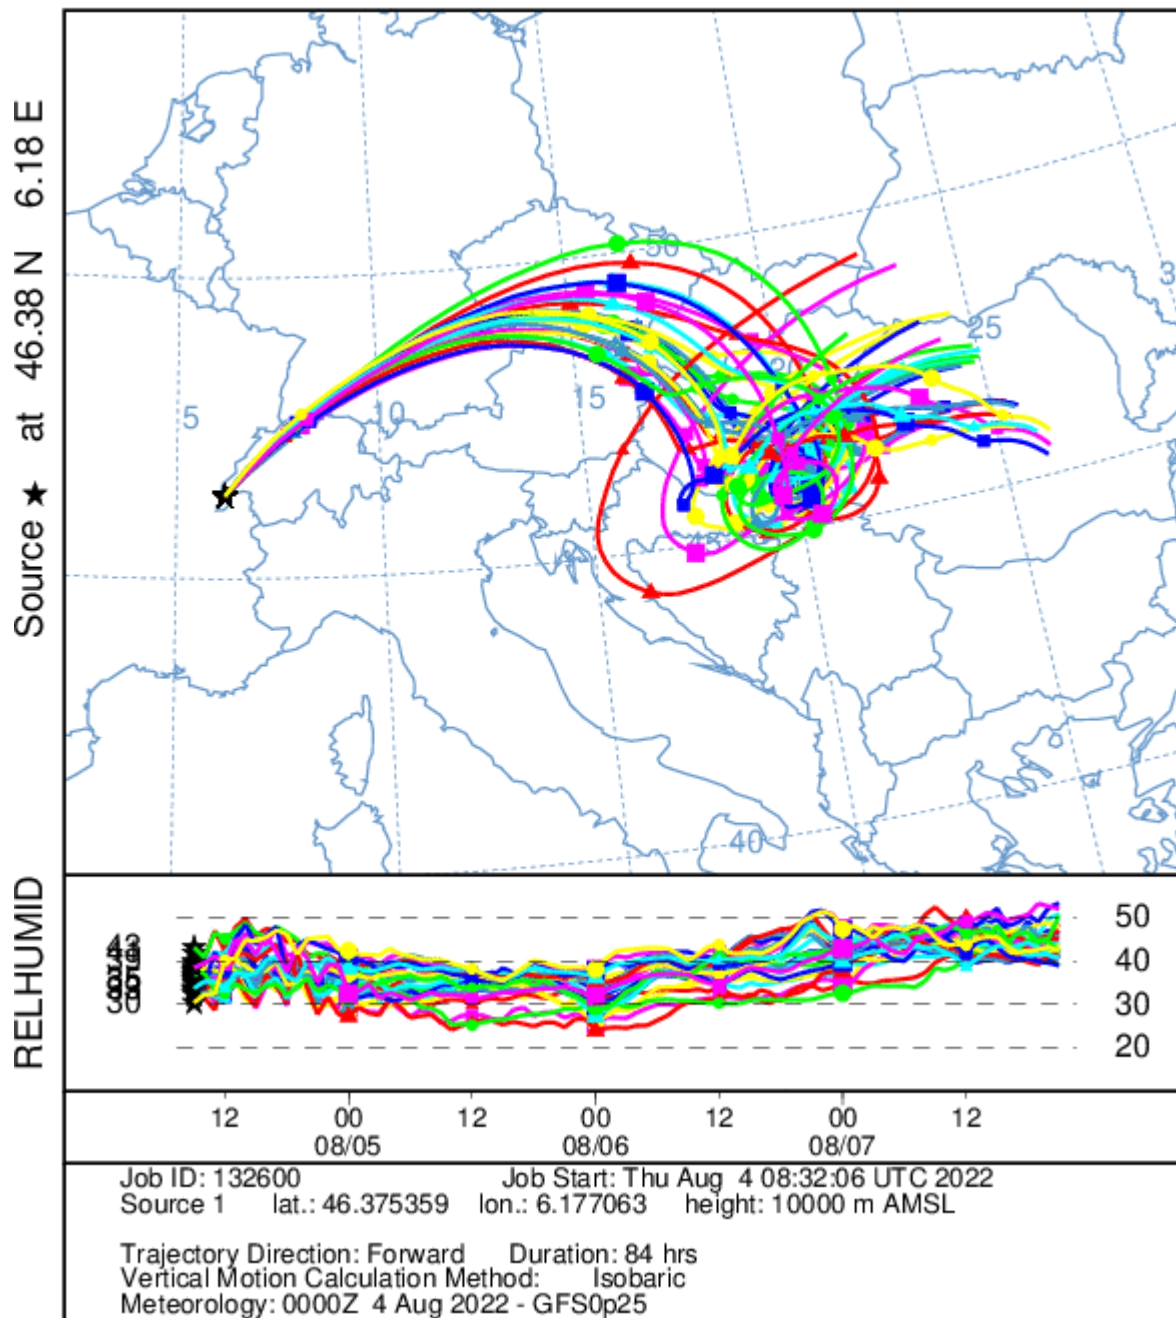 Source ★ at 46.38 N 6.18 E
50
30
25
20
5
10
15
45
40
RELHUMID
43
30
50
40
30
20
12 00 12 00 12 00 12
08/05 08/06 08/07
Job ID: 132600 Job Start: Thu Aug 4 08:32:06 UTC 2022
Source 1 lat.: 46.375359 lon.: 6.177063 height: 10000 m AMSL
Trajectory Direction: Forward Duration: 84 hrs
Vertical Motion Calculation Method: Isobaric
Meteorology: 0000Z 4 Aug 2022 - GFS0p25